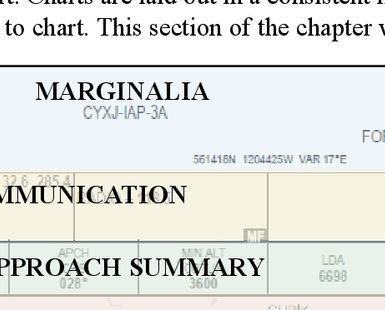 rt. Charts are laid out in a consistent
to chart. This section of the chapter
MARGINALIA
CYXJ-IAP-3A
FOR
561418N 1204425W VAR 17°E
32.6 285.4
MMUNICATION
MF
APCH
MIN ALT
LDA
PPROACH SUMMARY
028°
3600
6698